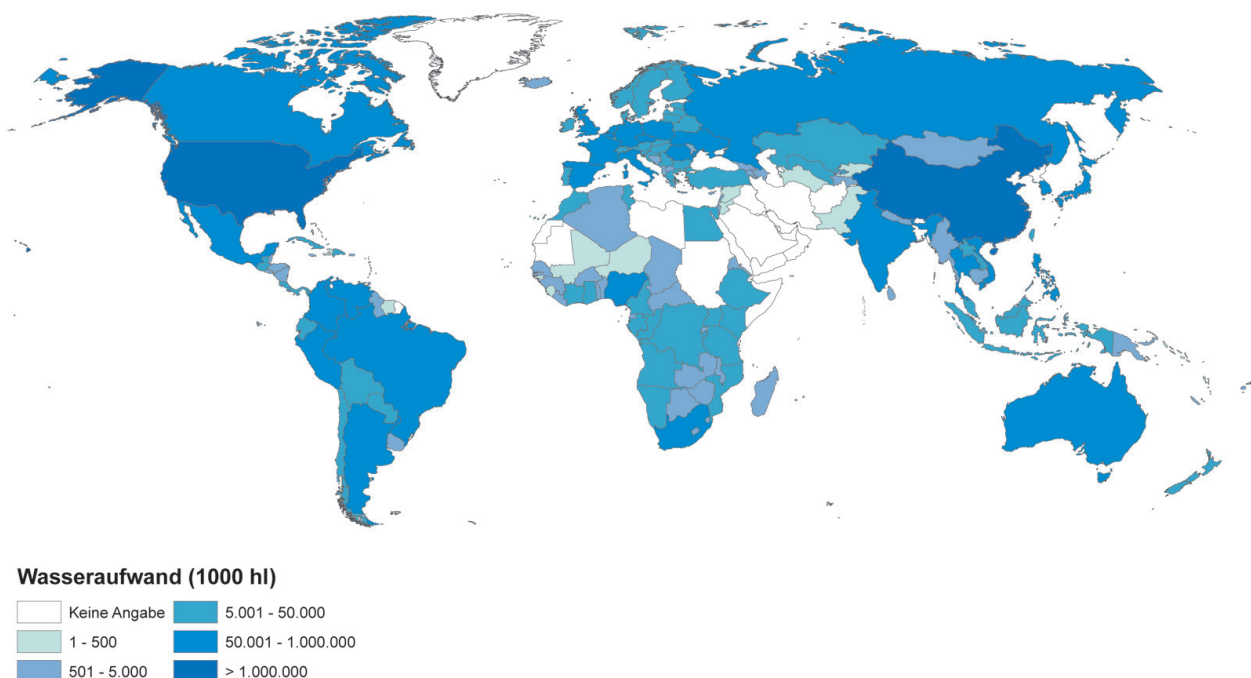 Wasseraufwand (1000 hl)
Keine Angabe
1 - 500
501 - 5.000
5.001 - 50.000
50.001 - 1.000.000
> 1.000.000